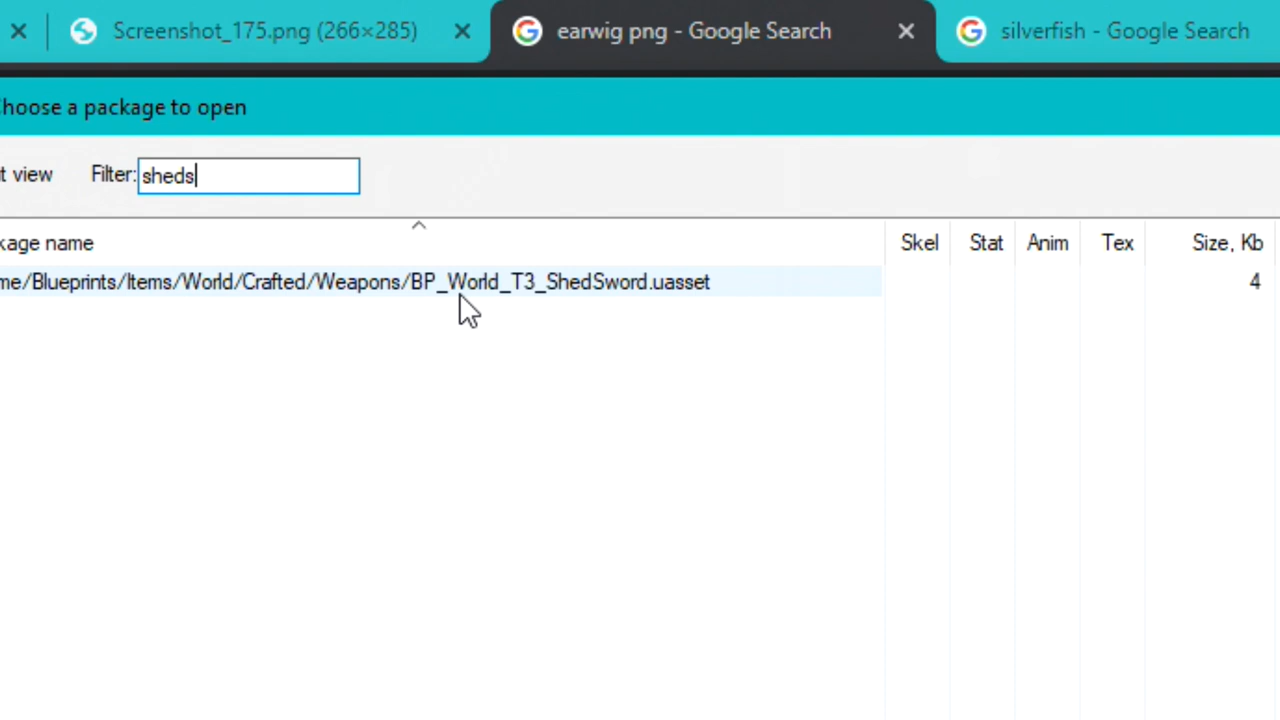 Screenshot_175.png (266×285) earwig png - Google Search silverfish - Google Search
hoose a package to open
t view Filter: sheds
kage name Skel Stat Anim Tex Size, Kb
me/Blueprints/Items/World/Crafted/Weapons/BP_World_T3_ShedSword.uasset 4